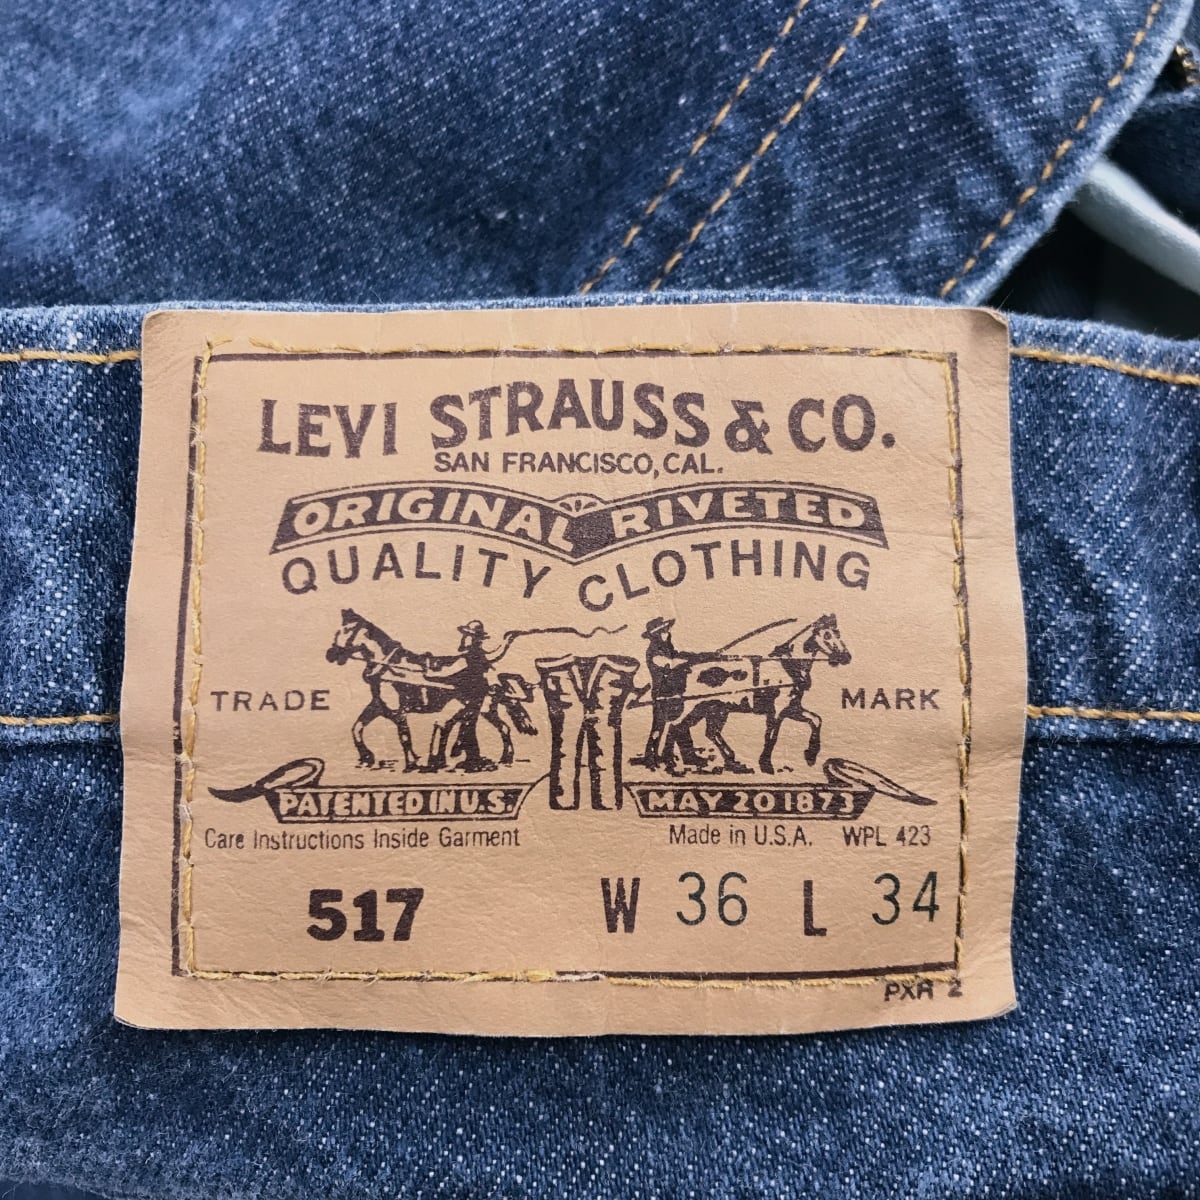 LEVI STRAUSS & CO.
SAN FRANCISCO, CAL.
ORIGINAL RIVETED
QUALITY CLOTHING
TRADE MARK
PATENTED IN U.S. MAY 20 1873
Care Instructions Inside Garment Made in U.S.A. WPL 423
517 W 36 L 34
PXR 2